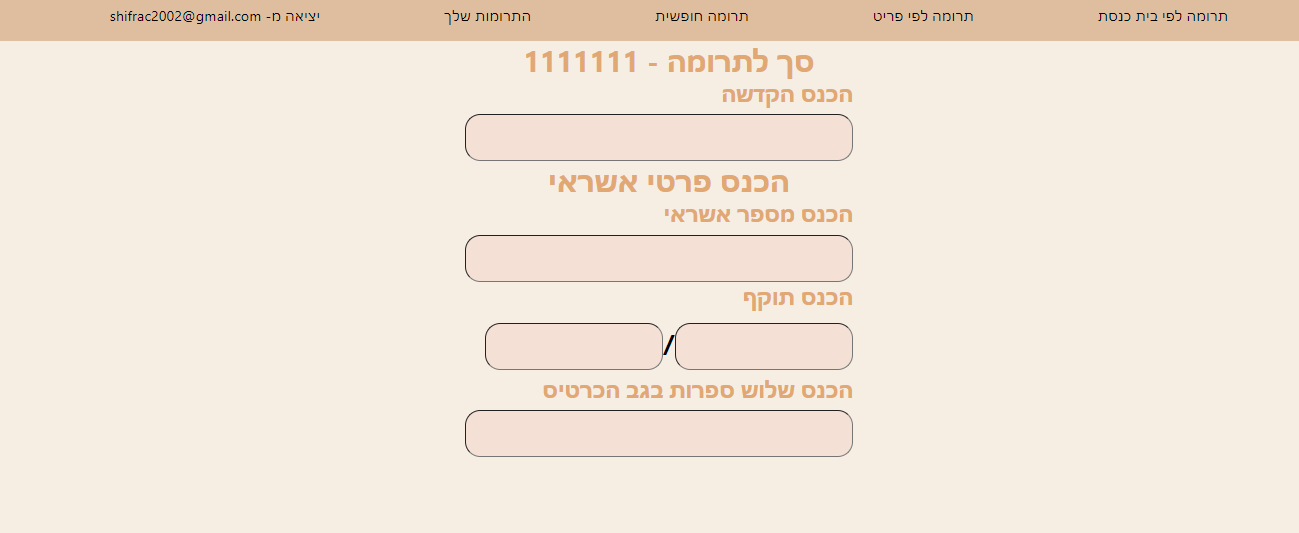 תרומה לפי בית כנסת
תרומה לפי פריט
תרומה חופשית
התרומות שלך
יציאה מ- shifrac2002@gmail.com
סך לתרומה - 1111111
הכנס הקדשה
הכנס פרטי אשראי
הכנס מספר אשראי
הכנס תוקף
/
הכנס שלוש ספרות בגב הכרטיס